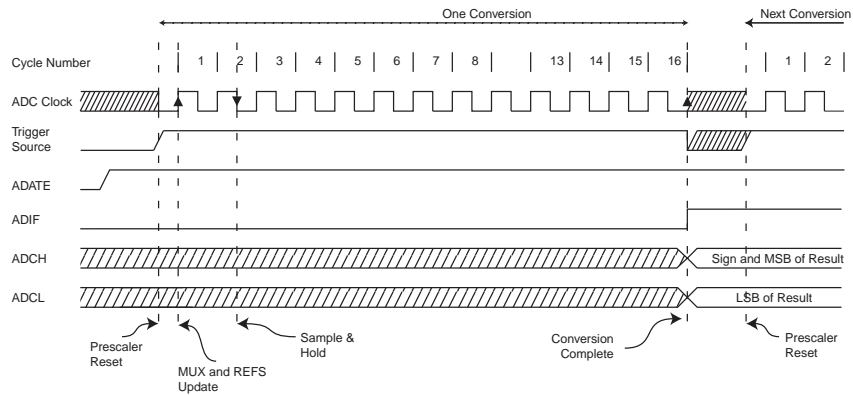 One Conversion
Next Conversion
Cycle Number 1 2 3 4 5 6 7 8 13 14 15 16 1 2
ADC Clock
Trigger
Source
ADATE
ADIF
ADCH
Sign and MSB of Result
ADCL
LSB of Result
Prescaler
Reset
MUX and REFS
Update
Sample &
Hold
Conversion
Complete
Prescaler
Reset